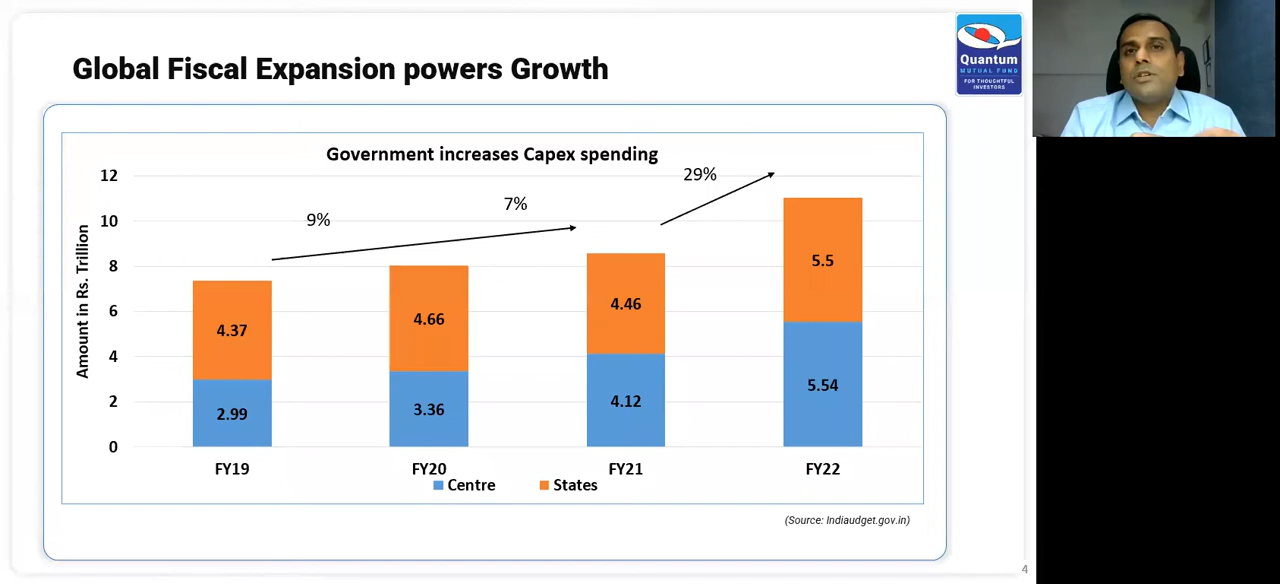 Global Fiscal Expansion powers Growth
Quantum
MUTUAL FUND
FOR THOUGHTFUL
INVESTORS
Government increases Capex spending
Amount in Rs. Trillion
12
10
8
6
4
2
0
9%
7%
29%
4.37
4.66
4.46
5.5
2.99
3.36
4.12
5.54
FY19
FY20
FY21
FY22
Centre
States
(Source: Indiaudget.gov.in)
4